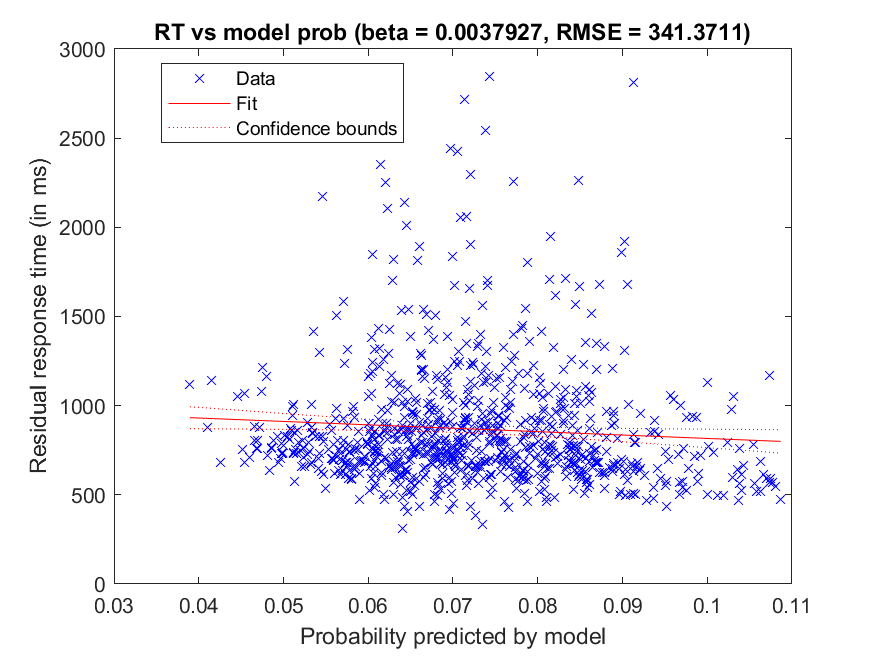 RT vs model prob (beta = 0.0037927, RMSE = 341.3711)
3000
2500
2000
1500
1000
500
0
Data
Fit
Confidence bounds
Residual response time (in ms)
0.03 0.04 0.05 0.06 0.07 0.08 0.09 0.1 0.11
Probability predicted by model